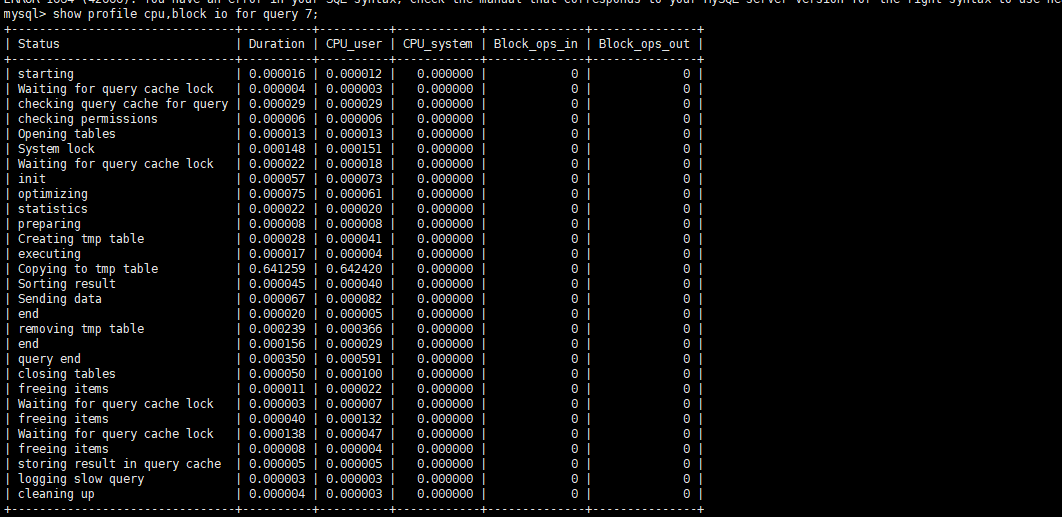 mysql> show profile cpu,block io for query 7;
+--------------------------------+----------+----------+------------+--------------+---------------+
| Status                         | Duration | CPU_user | CPU_system | Block_ops_in | Block_ops_out |
+--------------------------------+----------+----------+------------+--------------+---------------+
| starting                       | 0.000016 | 0.000012 |   0.000000 |            0 |             0 |
| Waiting for query cache lock   | 0.000004 | 0.000003 |   0.000000 |            0 |             0 |
| checking query cache for query | 0.000029 | 0.000029 |   0.000000 |            0 |             0 |
| checking permissions           | 0.000006 | 0.000006 |   0.000000 |            0 |             0 |
| Opening tables                 | 0.000013 | 0.000013 |   0.000000 |            0 |             0 |
| System lock                    | 0.000148 | 0.000151 |   0.000000 |            0 |             0 |
| Waiting for query cache lock   | 0.000022 | 0.000018 |   0.000000 |            0 |             0 |
| init                           | 0.000057 | 0.000073 |   0.000000 |            0 |             0 |
| optimizing                     | 0.000075 | 0.000061 |   0.000000 |            0 |             0 |
| statistics                     | 0.000022 | 0.000020 |   0.000000 |            0 |             0 |
| preparing                      | 0.000008 | 0.000008 |   0.000000 |            0 |             0 |
| Creating tmp table             | 0.000028 | 0.000041 |   0.000000 |            0 |             0 |
| executing                      | 0.000017 | 0.000004 |   0.000000 |            0 |             0 |
| Copying to tmp table           | 0.641259 | 0.642420 |   0.000000 |            0 |             0 |
| Sorting result                 | 0.000045 | 0.000040 |   0.000000 |            0 |             0 |
| Sending data                   | 0.000067 | 0.000082 |   0.000000 |            0 |             0 |
| end                            | 0.000020 | 0.000005 |   0.000000 |            0 |             0 |
| removing tmp table             | 0.000239 | 0.000366 |   0.000000 |            0 |             0 |
| end                            | 0.000156 | 0.000029 |   0.000000 |            0 |             0 |
| query end                      | 0.000350 | 0.000591 |   0.000000 |            0 |             0 |
| closing tables                 | 0.000050 | 0.000100 |   0.000000 |            0 |             0 |
| freeing items                  | 0.000011 | 0.000022 |   0.000000 |            0 |             0 |
| Waiting for query cache lock   | 0.000003 | 0.000007 |   0.000000 |            0 |             0 |
| freeing items                  | 0.000040 | 0.000132 |   0.000000 |            0 |             0 |
| Waiting for query cache lock   | 0.000138 | 0.000047 |   0.000000 |            0 |             0 |
| freeing items                  | 0.000008 | 0.000004 |   0.000000 |            0 |             0 |
| storing result in query cache  | 0.000005 | 0.000005 |   0.000000 |            0 |             0 |
| logging slow query             | 0.000003 | 0.000003 |   0.000000 |            0 |             0 |
| cleaning up                    | 0.000004 | 0.000003 |   0.000000 |            0 |             0 |
+--------------------------------+----------+----------+------------+--------------+---------------+